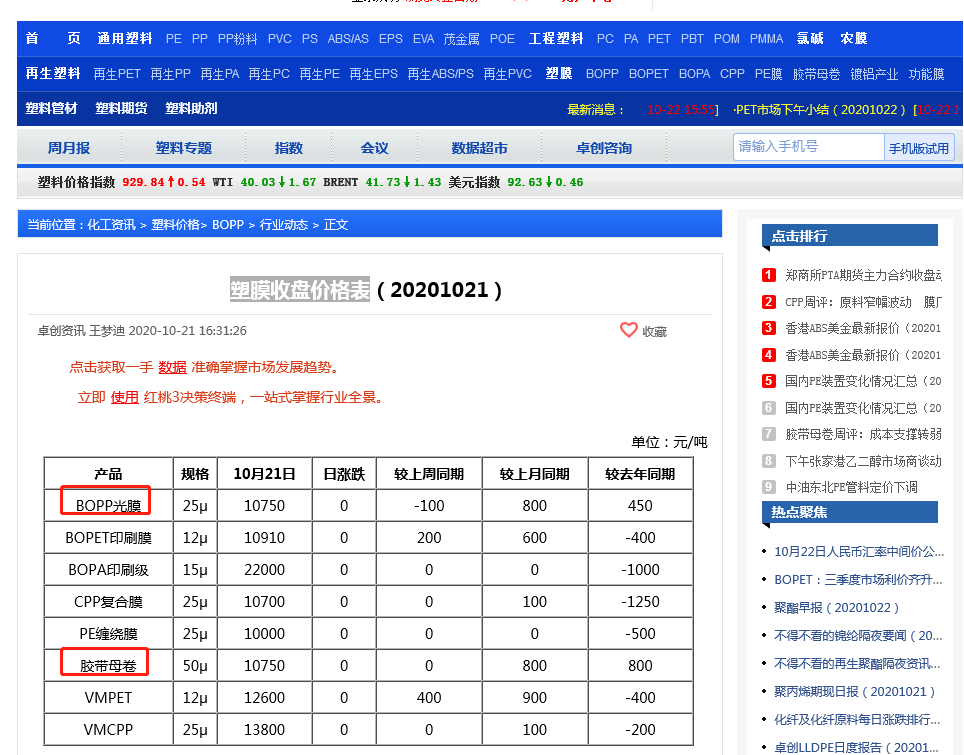 首 页 通用塑料 PE PP PP粉料 PVC PS ABS/AS EPS EVA 茂金属 POE 工程塑料 PC PA PET PBT POM PMMA 氯碱 农膜
再生塑料 再生PET 再生PP 再生PA 再生PC 再生PE 再生EPS 再生ABS/PS 再生PVC 塑膜 BOPP BOPET BOPA CPP PE膜 胶带母卷 镀铝产业 功能膜
塑料管材 塑料期货 塑料助剂 最新消息： 10-22 15:55] ·PET市场下午小结（20201022） [10-22 1
周月报 塑料专题 指数 会议 数据超市 卓创咨询 请输入手机号 手机版试用
塑料价格指数 929.84↑0.54 WTI 40.03↓1.67 BRENT 41.73↓1.43 美元指数 92.63↓0.46
当前位置：化工资讯 > 塑料价格> BOPP > 行业动态 > 正文
塑膜收盘价格表（20201021）
卓创资讯 王梦迪 2020-10-21 16:31:26 收藏
点击获取一手 数据 准确掌握市场发展趋势。
立即 使用 红桃3决策终端，一站式掌握行业全景。
单位：元/吨
产品 规格 10月21日 日涨跌 较上周同期 较上月同期 较去年同期
BOPP光膜 25μ 10750 0 -100 800 450
BOPET印刷膜 12μ 10910 0 200 600 -400
BOPA印刷级 15μ 22000 0 0 0 -1000
CPP复合膜 25μ 10700 0 0 100 -1250
PE缠绕膜 25μ 10000 0 0 0 -500
胶带母卷 50μ 10750 0 0 800 800
VMPET 12μ 12600 0 400 900 -400
VMCPP 25μ 13800 0 0 100 -200
点击排行
1 郑商所PTA期货主力合约收盘动
2 CPP周评：原料窄幅波动 膜厂
3 香港ABS美金最新报价（20201
4 香港ABS美金最新报价（20201
5 国内PE装置变化情况汇总（20
6 国内PE装置变化情况汇总（20
7 胶带母卷周评：成本支撑转弱
8 下午张家港乙二醇市场商谈动
9 中油东北PE管料定价下调
热点聚焦
• 10月22日人民币汇率中间价公...
• BOPET：三季度市场利价齐升...
• 聚酯早报（20201022）
• 不得不看的锦纶隔夜要闻（20...
• 不得不看的再生聚酯隔夜资讯...
• 聚丙烯期现日报（20201021）
• 化纤及化纤原料每日涨跌排行...
• 卓创LLDPE日度报告（20201...